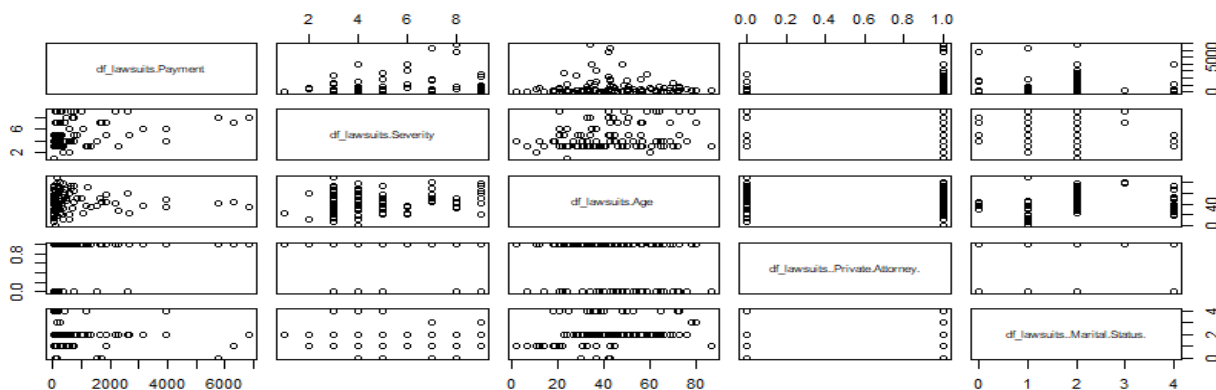 2 4 6 8
0.0 0.2 0.4 0.6 0.8 1.0
df_lawsuits.Payment
0 5000
2 6
df_lawsuits.Severity
df_lawsuits.Age
0 40
0.0 0.8
df_lawsuits..Private.Attorney.
df_lawsuits..Marital.Status.
0 2 4
0 2000 4000 6000
0 20 40 60 80
0 1 2 3 4